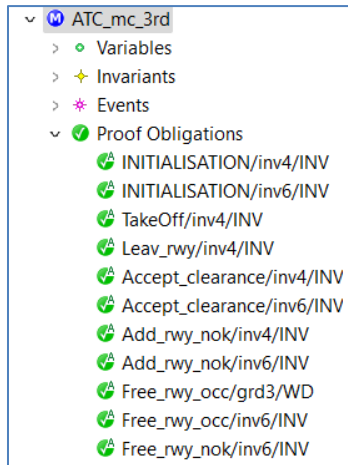 ATC_mc_3rd
Variables
Invariants
Events
Proof Obligations
INITIALISATION/inv4/INV
INITIALISATION/inv6/INV
TakeOff/inv4/INV
Leav_rwy/inv4/INV
Accept_clearance/inv4/INV
Accept_clearance/inv6/INV
Add_rwy_nok/inv4/INV
Add_rwy_nok/inv6/INV
Free_rwy_occ/grd3/WD
Free_rwy_occ/inv6/INV
Free_rwy_nok/inv6/INV